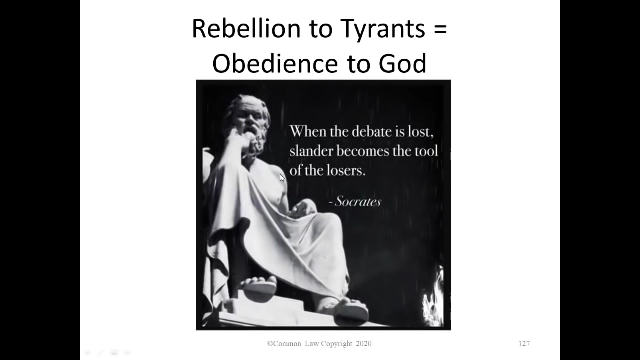 Rebellion to Tyrants =
Obedience to God
When the debate is lost,
slander becomes the tool
of the losers.
- Socrates
©Common Law Copyright 2020
127